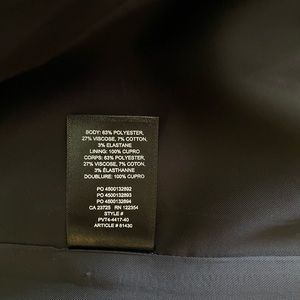 BODY: 63% POLYESTER,
27% VISCOSE, 7% COTTON,
3% ELASTANE
LINING: 100% CUPRO
CORPS: 63% POLYESTER,
27% VISCOSE, 7% COTON,
3% ÉLASTHANNE
DOUBLURE: 100% CUPRO
PO 4500132892
PO 4500132893
PO 4500132894
CA 23725 RN 122354
STYLE #
PV74-4417-40
ARTICLE # 81430